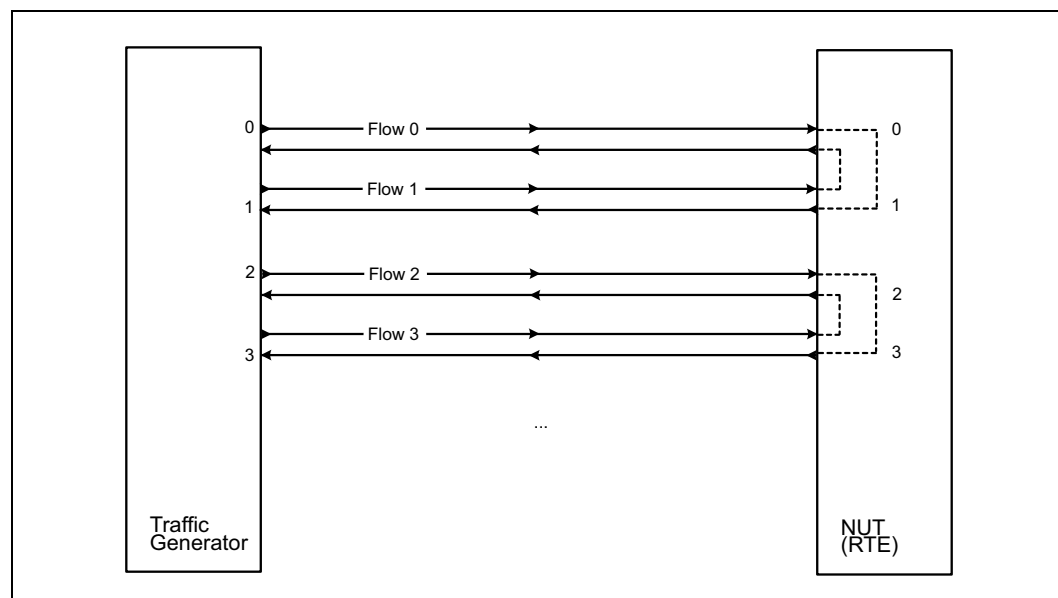 0
Flow 0
0
Flow 1
1
1
2
Flow 2
2
Flow 3
3
3
...
Traffic
Generator
NUT
(RTE)